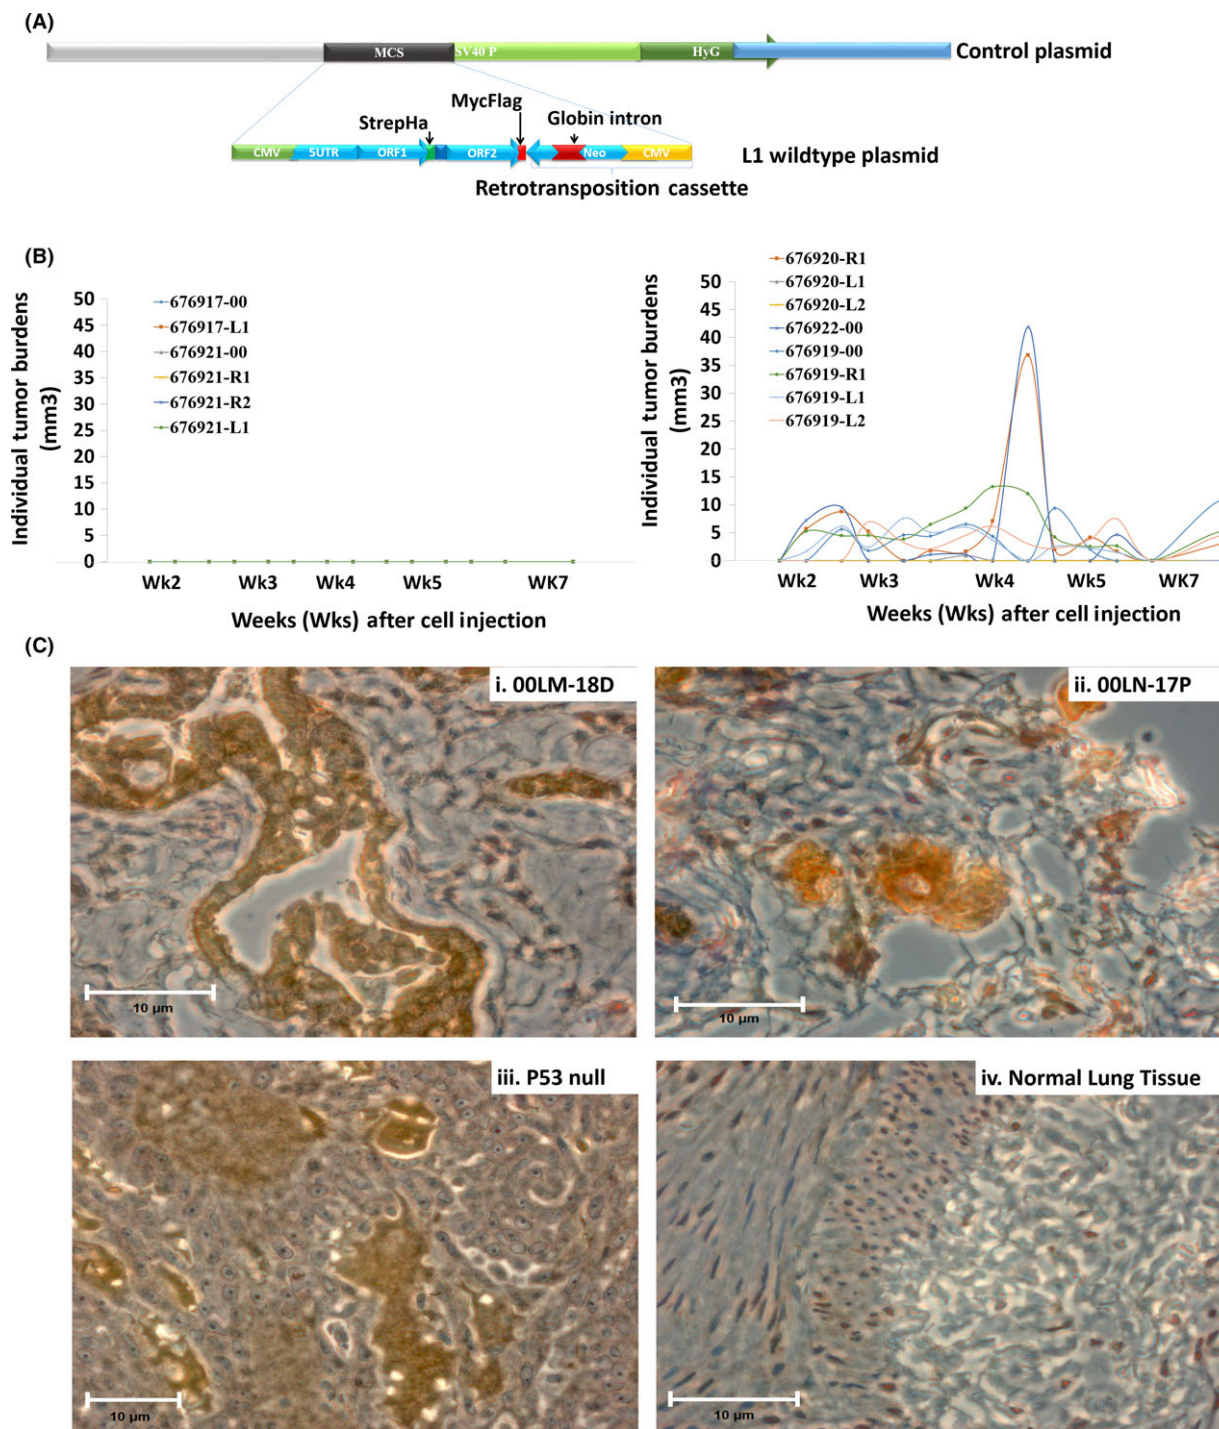 (A)
MCS
SV40 P
HyG
Control plasmid
MycFlag
StrepHa
Globin intron
CMV
5UTR
ORF1
ORF2
Neo
CMV
L1 wildtype plasmid
Retrotransposition cassette
(B)
Individual tumor burdens
(mm3)
50
45
40
35
30
25
20
15
10
5
0
676917-00
676917-L1
676921-00
676921-R1
676921-R2
676921-L1
Wk2
Wk3
Wk4
Wk5
WK7
Weeks (Wks) after cell injection
Individual tumor burdens
(mm3)
50
45
40
35
30
25
20
15
10
5
0
676920-R1
676920-L1
676920-L2
676922-00
676919-00
676919-R1
676919-L1
676919-L2
Wk2
Wk3
Wk4
Wk5
WK7
Weeks (Wks) after cell injection
(C)
i. 00LM-18D
10 µm
ii. 00LN-17P
10 µm
iii. P53 null
10 µm
iv. Normal Lung Tissue
10 µm